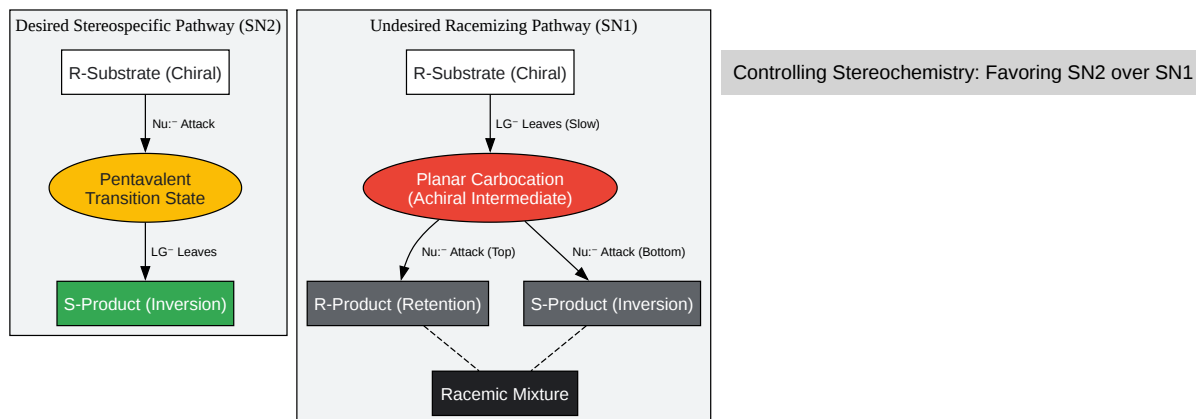 Desired Stereospecific Pathway (SN2)
R-Substrate (Chiral)
Nu:⁻ Attack
Pentavalent
Transition State
LG⁻ Leaves
S-Product (Inversion)
Undesired Racemizing Pathway (SN1)
R-Substrate (Chiral)
LG⁻ Leaves (Slow)
Planar Carbocation
(Achiral Intermediate)
Nu:⁻ Attack (Top)
Nu:⁻ Attack (Bottom)
R-Product (Retention)
S-Product (Inversion)
Racemic Mixture
Controlling Stereochemistry: Favoring SN2 over SN1